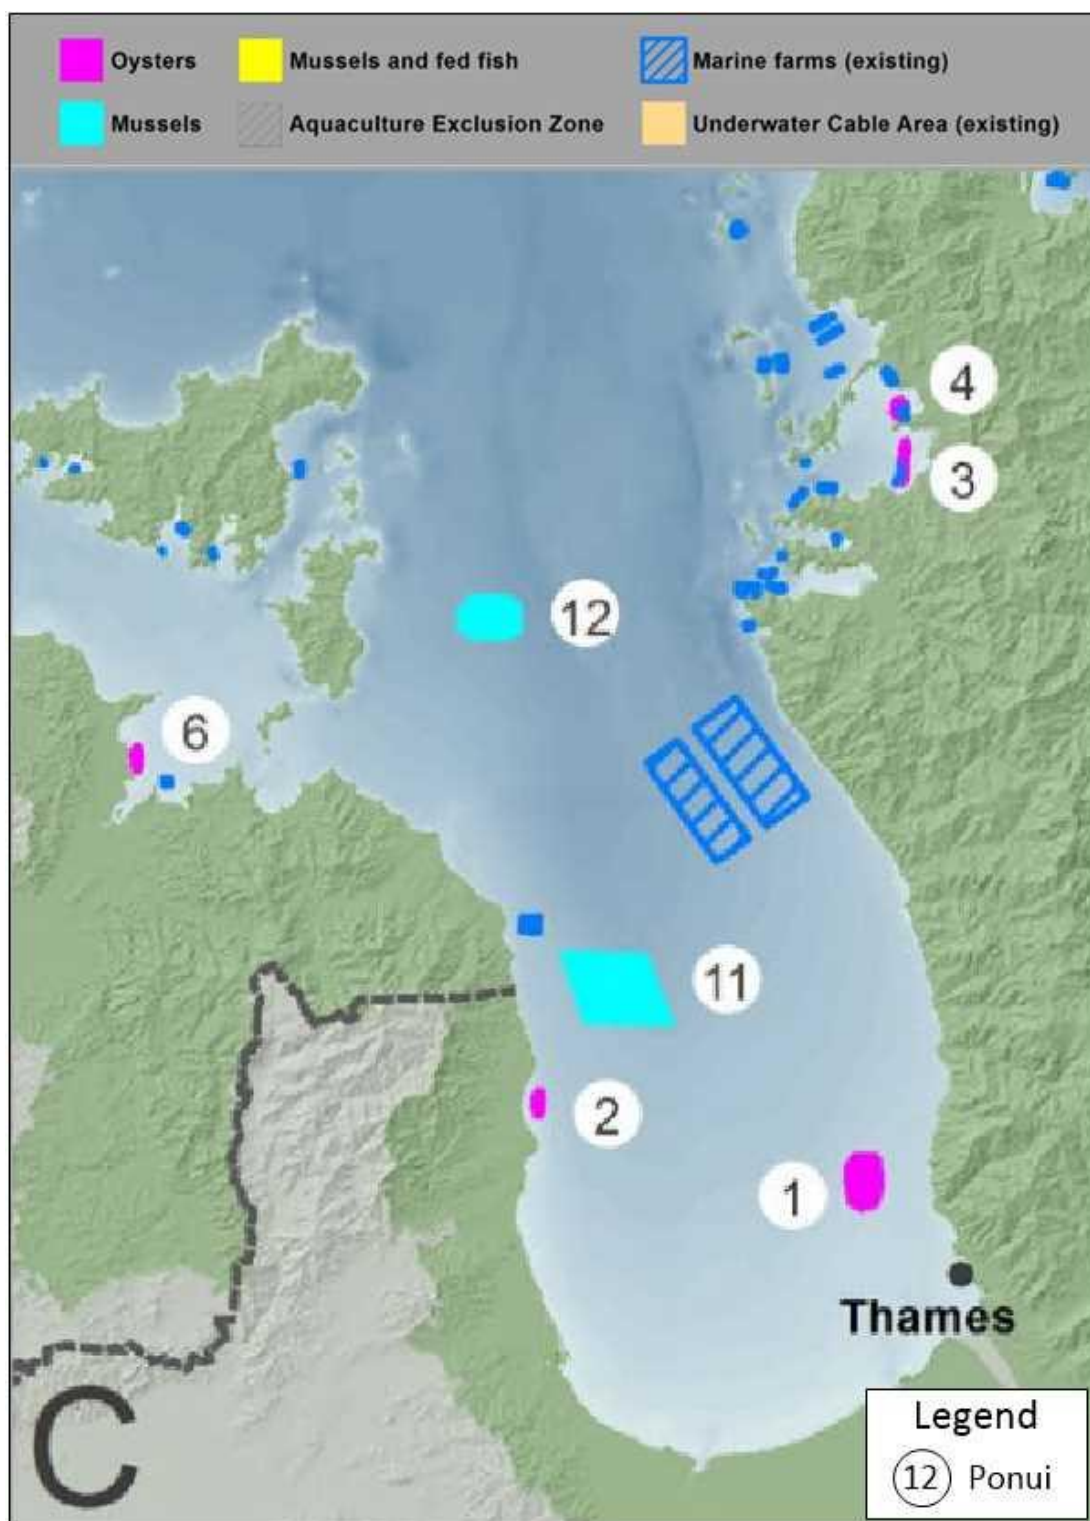 Oysters Mussels and fed fish Marine farms (existing)
Mussels Aquaculture Exclusion Zone Underwater Cable Area (existing)
4
3
12
6
11
2
1
Thames
C
Legend
12 Ponui